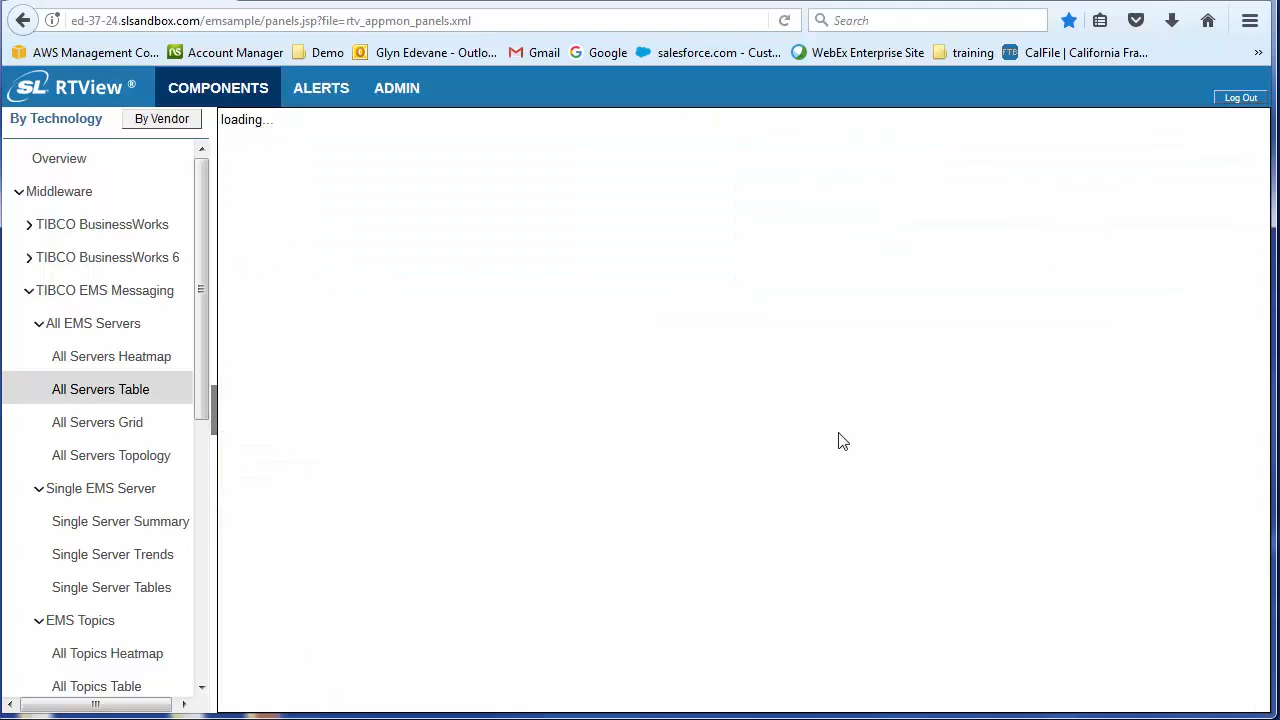 ed-37-24.slsandbox.com/emsample/panels.jsp?file=rtv_appmon_panels.xml
Search
AWS Management Co...
Account Manager
Demo
Glyn Edevane - Outlo...
Gmail
Google
salesforce.com - Cust...
WebEx Enterprise Site
training
FTB
CalFile | California Fra...
»
SL RTView ®
COMPONENTS
ALERTS
ADMIN
Log Out
By Technology
By Vendor
loading...
Overview
Middleware
TIBCO BusinessWorks
TIBCO BusinessWorks 6
TIBCO EMS Messaging
All EMS Servers
All Servers Heatmap
All Servers Table
All Servers Grid
All Servers Topology
Single EMS Server
Single Server Summary
Single Server Trends
Single Server Tables
EMS Topics
All Topics Heatmap
All Topics Table